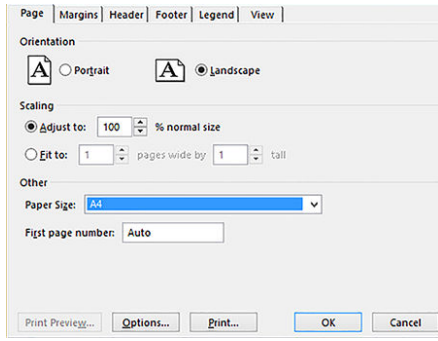 Page Margins Header Footer Legend View
Orientation
A Portrait A Landscape
Scaling
Adjust to: 100 % normal size
Fit to: 1 pages wide by 1 tall
Other
Paper Size: A4
First page number: Auto
Print Preview... Options... Print... OK Cancel